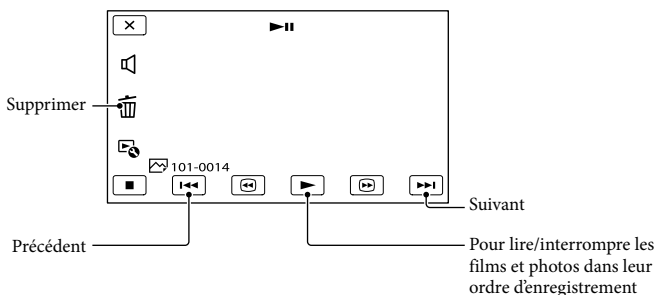 Supprimer
101-0014
Suivant
Précédent
Pour lire/interrompre les
films et photos dans leur
ordre d'enregistrement